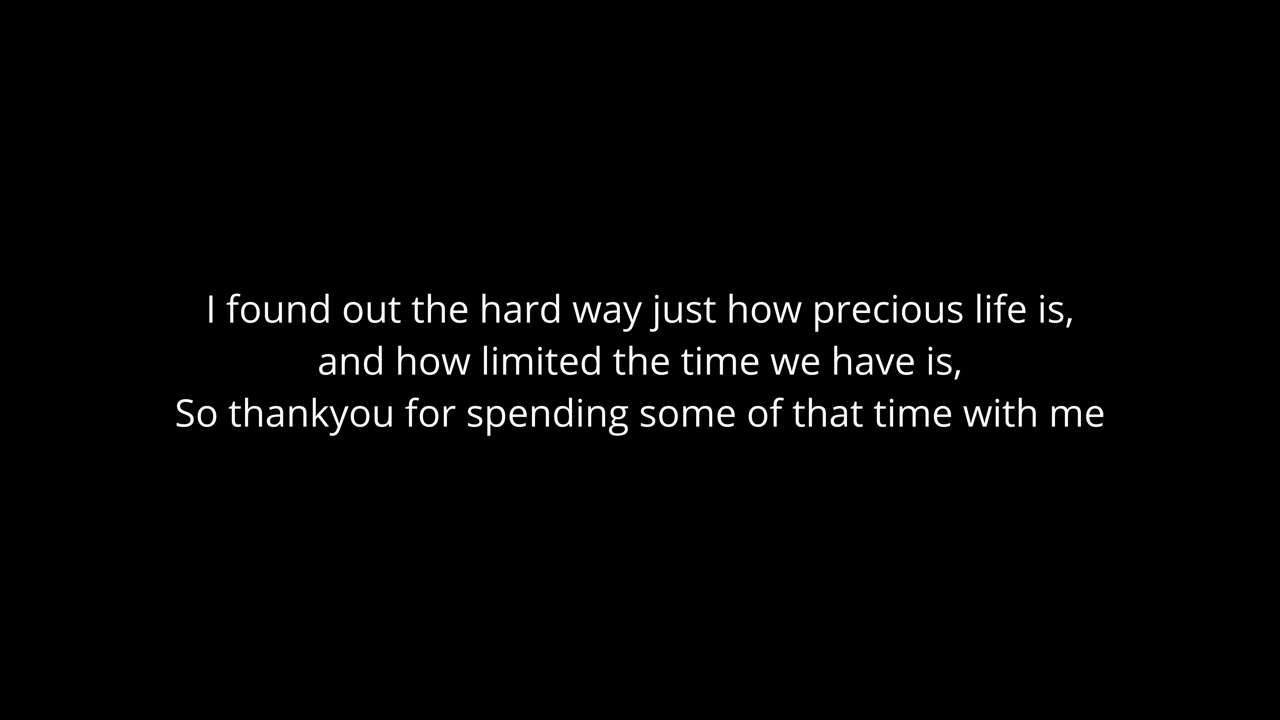 I found out the hard way just how precious life is,
and how limited the time we have is,
So thankyou for spending some of that time with me